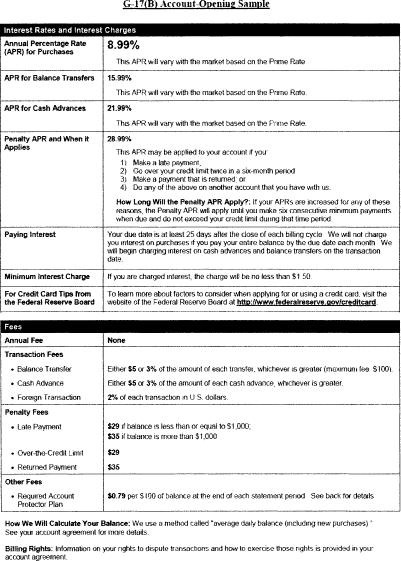 G-17(B) Account-Opening Sample
Interest Rates and Interest Charges
Annual Percentage Rate (APR) for Purchases
8.99%
This APR will vary with the market based on the Prime Rate
APR for Balance Transfers
15.99%
This APR will vary with the market based on the Prime Rate.
APR for Cash Advances
21.99%
This APR will vary with the market based on the Prime Rate.
Penalty APR and When it Applies
28.99%
This APR may be applied to your account if you
1) Make a late payment,
2) Go over your credit limit twice in a six-month period
3) Make a payment that is returned; or
4) Do any of the above on another account that you have with us.
How Long Will the Penalty APR Apply?: If your APRs are increased for any of these
reasons, the Penalty APR will apply until you make six consecutive minimum payments
when due and do not exceed your credit limit during that time period.
Paying Interest
Your due date is at least 25 days after the close of each billing cycle. We will not charge
you interest on purchases if you pay your entire balance by the due date each month. We
will begin charging interest on cash advances and balance transfers on the transaction
date.
Minimum Interest Charge
If you are charged interest, the charge will be no less than $1.50.
For Credit Card Tips from
the Federal Reserve Board
To learn more about factors to consider when applying for or using a credit card, visit the
website of the Federal Reserve Board at http://www.federalreserve.gov/creditcard.
Fees
Annual Fee
None
Transaction Fees
• Balance Transfer
Either $5 or 3% of the amount of each transfer, whichever is greater (maximum fee $100).
• Cash Advance
Either $5 or 3% of the amount of each cash advance, whichever is greater.
• Foreign Transaction
2% of each transaction in U.S. dollars.
Penalty Fees
• Late Payment
$29 if balance is less than or equal to $1,000;
$35 if balance is more than $1,000
• Over-the-Credit Limit
$29
• Returned Payment
$35
Other Fees
• Required Account
Protector Plan
$0.79 per $100 of balance at the end of each statement period. See back for details
How We Will Calculate Your Balance: We use a method called "average daily balance (including new purchases)."
See your account agreement for more details.
Billing Rights: Information on your rights to dispute transactions and how to exercise those rights is provided in your
account agreement.